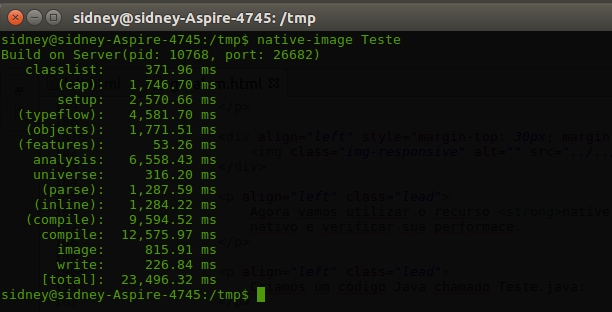 sidney@sidney-Aspire-4745: /tmp
sidney@sidney-Aspire-4745:/tmp$ native-image Teste
Build on Server(pid: 10768, port: 26682)
classlist: 371.96 ms
(cap): 1,746.70 ms
setup: 2,570.66 ms
(typeflow): 4,581.70 ms
(objects): 1,771.51 ms
(features): 53.26 ms
analysis: 6,558.43 ms
universe: 316.20 ms
(parse): 1,287.59 ms
(inline): 1,284.22 ms
(compile): 9,594.52 ms
compile: 12,575.97 ms
image: 815.91 ms
write: 226.84 ms
[total]: 23,496.32 ms
sidney@sidney-Aspire-4745:/tmp$